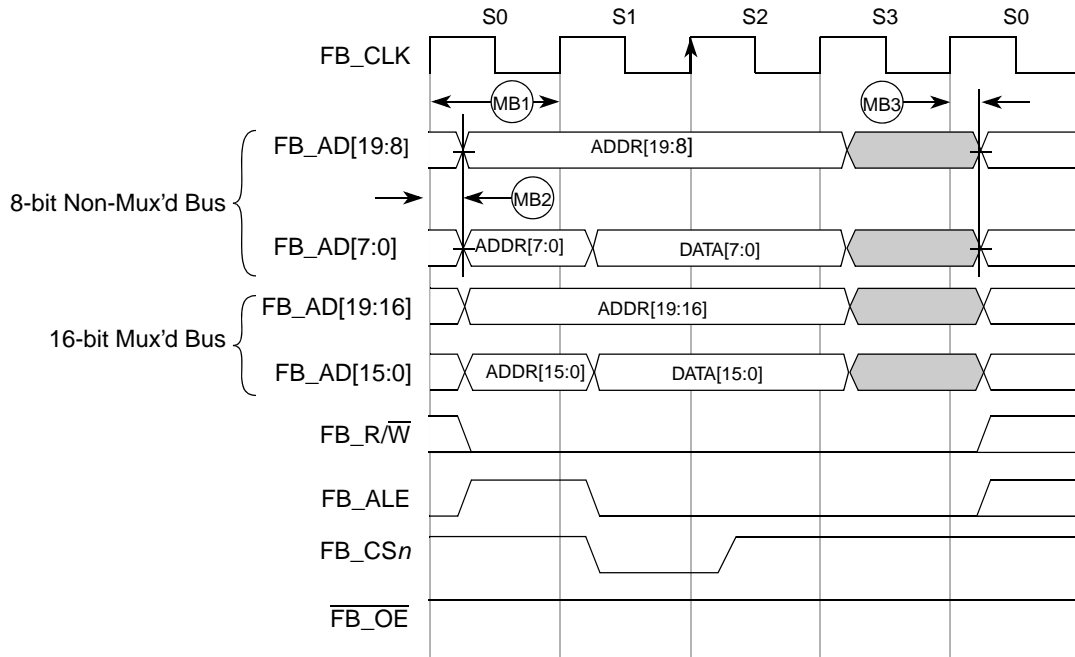 S0 S1 S2 S3 S0
FB_CLK
MB1 MB3
FB_AD[19:8] ADDR[19:8]
8-bit Non-Mux'd Bus
MB2
FB_AD[7:0] ADDR[7:0] DATA[7:0]
FB_AD[19:16] ADDR[19:16]
16-bit Mux'd Bus
FB_AD[15:0] ADDR[15:0] DATA[15:0]
FB_R/W̅
FB_ALE
FB_CSn
F̅B̅_̅O̅E̅